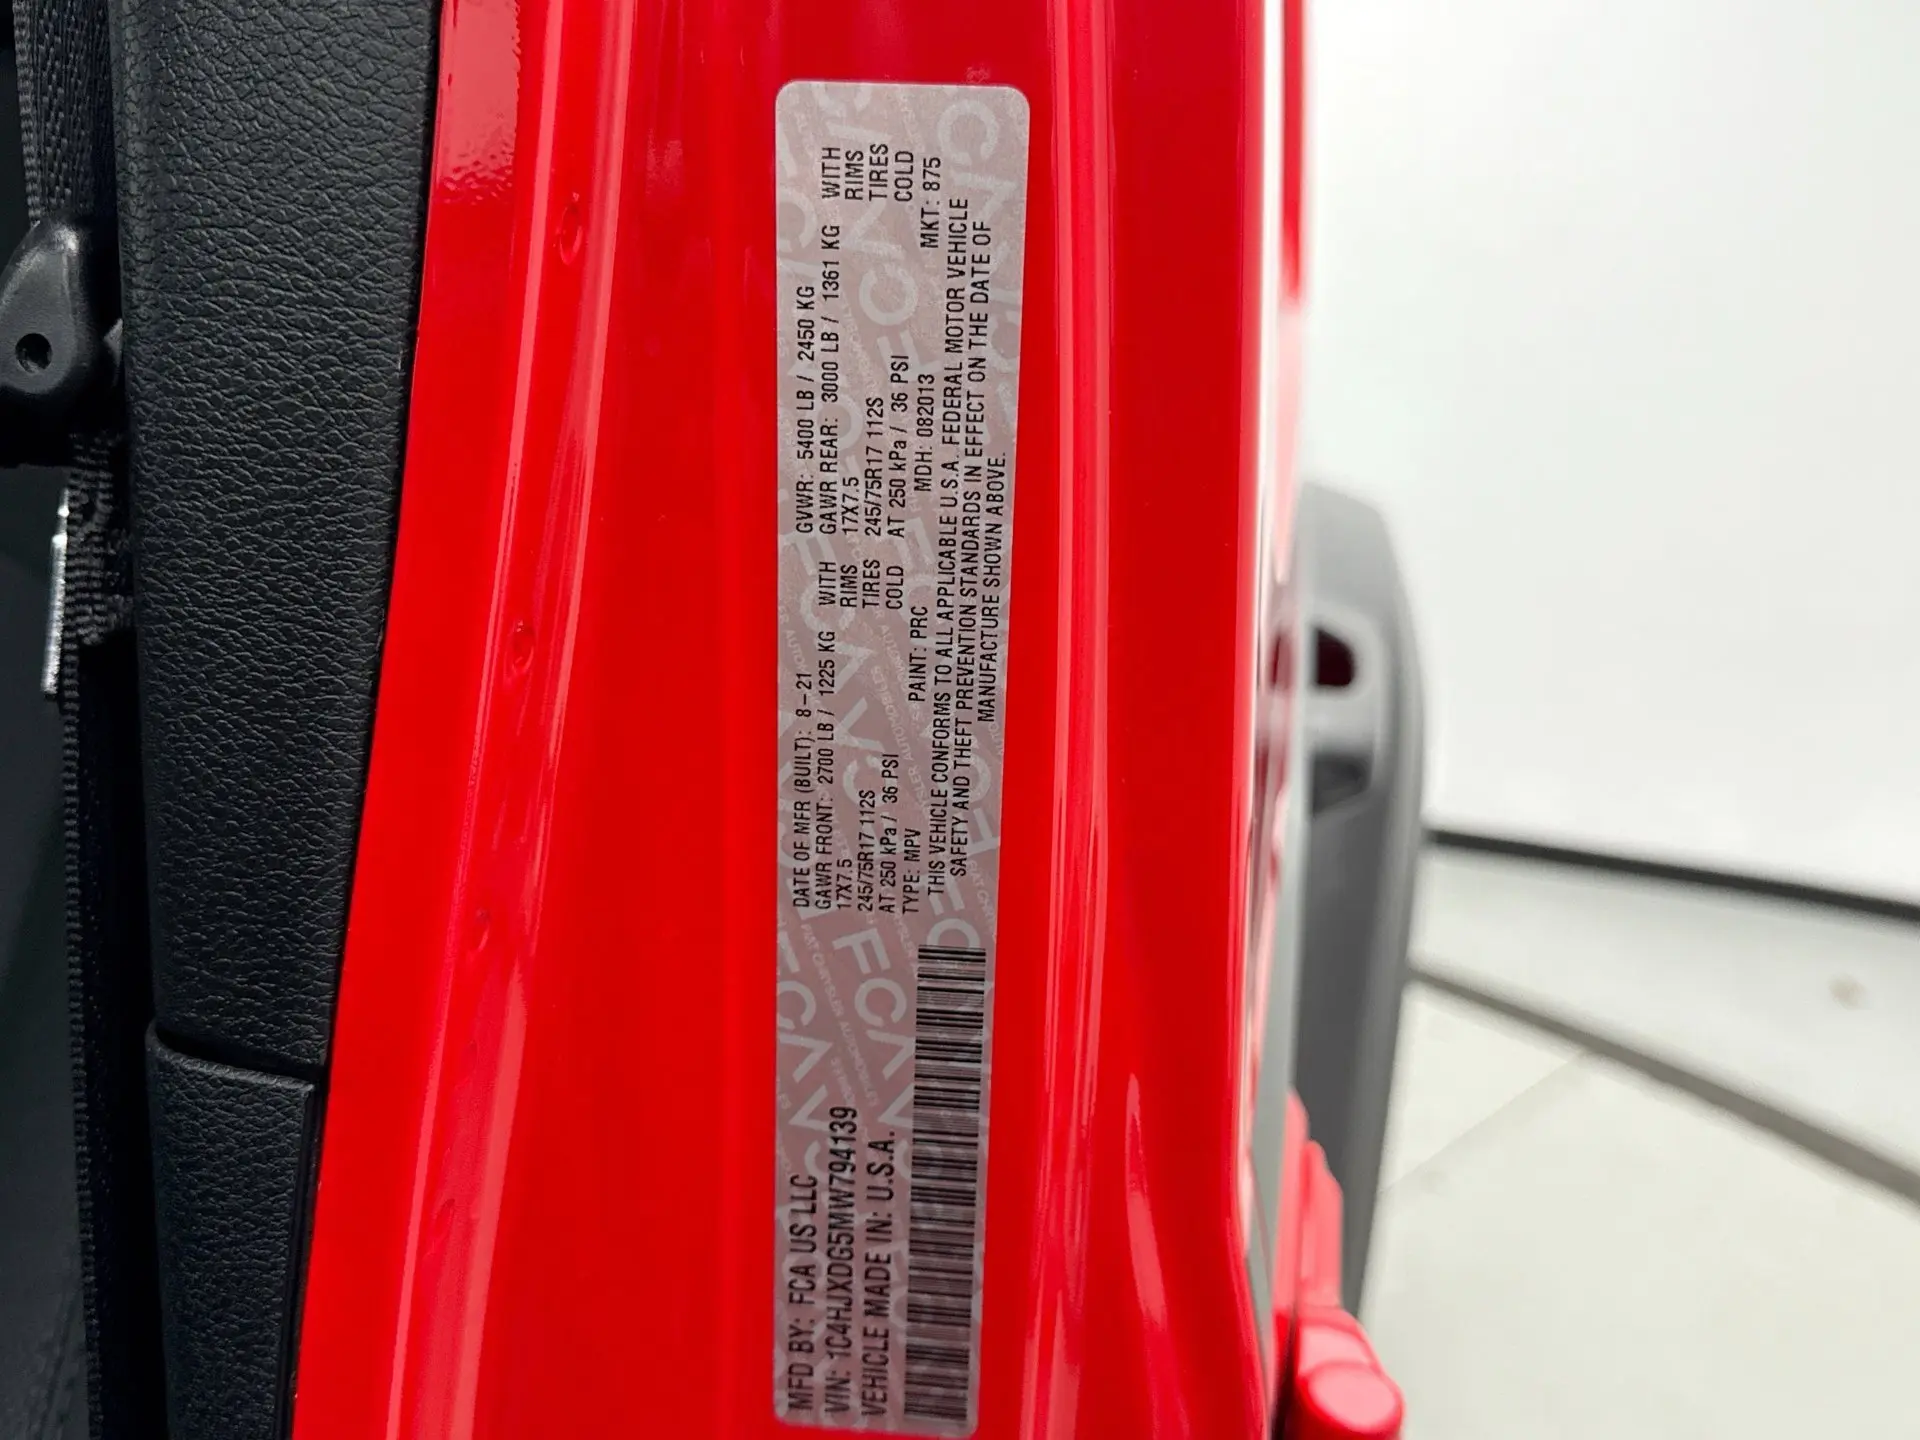 MFD BY: FCA US LLC
VIN: 1C4HJXDG5MW794139
VEHICLE MADE IN: U.S.A.
DATE OF MFR (BUILT): 8-21 GVWR: 5400 LB / 2450 KG
GAWR FRONT: 2700 LB / 1225 KG WITH GAWR REAR: 3000 LB / 1361 KG WITH
17X7.5 RIMS 17X7.5 RIMS
245/75R17 112S TIRES 245/75R17 112S TIRES
AT 250 kPa / 36 PSI COLD AT 250 kPa / 36 PSI COLD
TYPE: MPV PAINT: PRC MDH: 082013 MKT: 875
THIS VEHICLE CONFORMS TO ALL APPLICABLE U.S.A. FEDERAL MOTOR VEHICLE
SAFETY AND THEFT PREVENTION STANDARDS IN EFFECT ON THE DATE OF
MANUFACTURE SHOWN ABOVE.